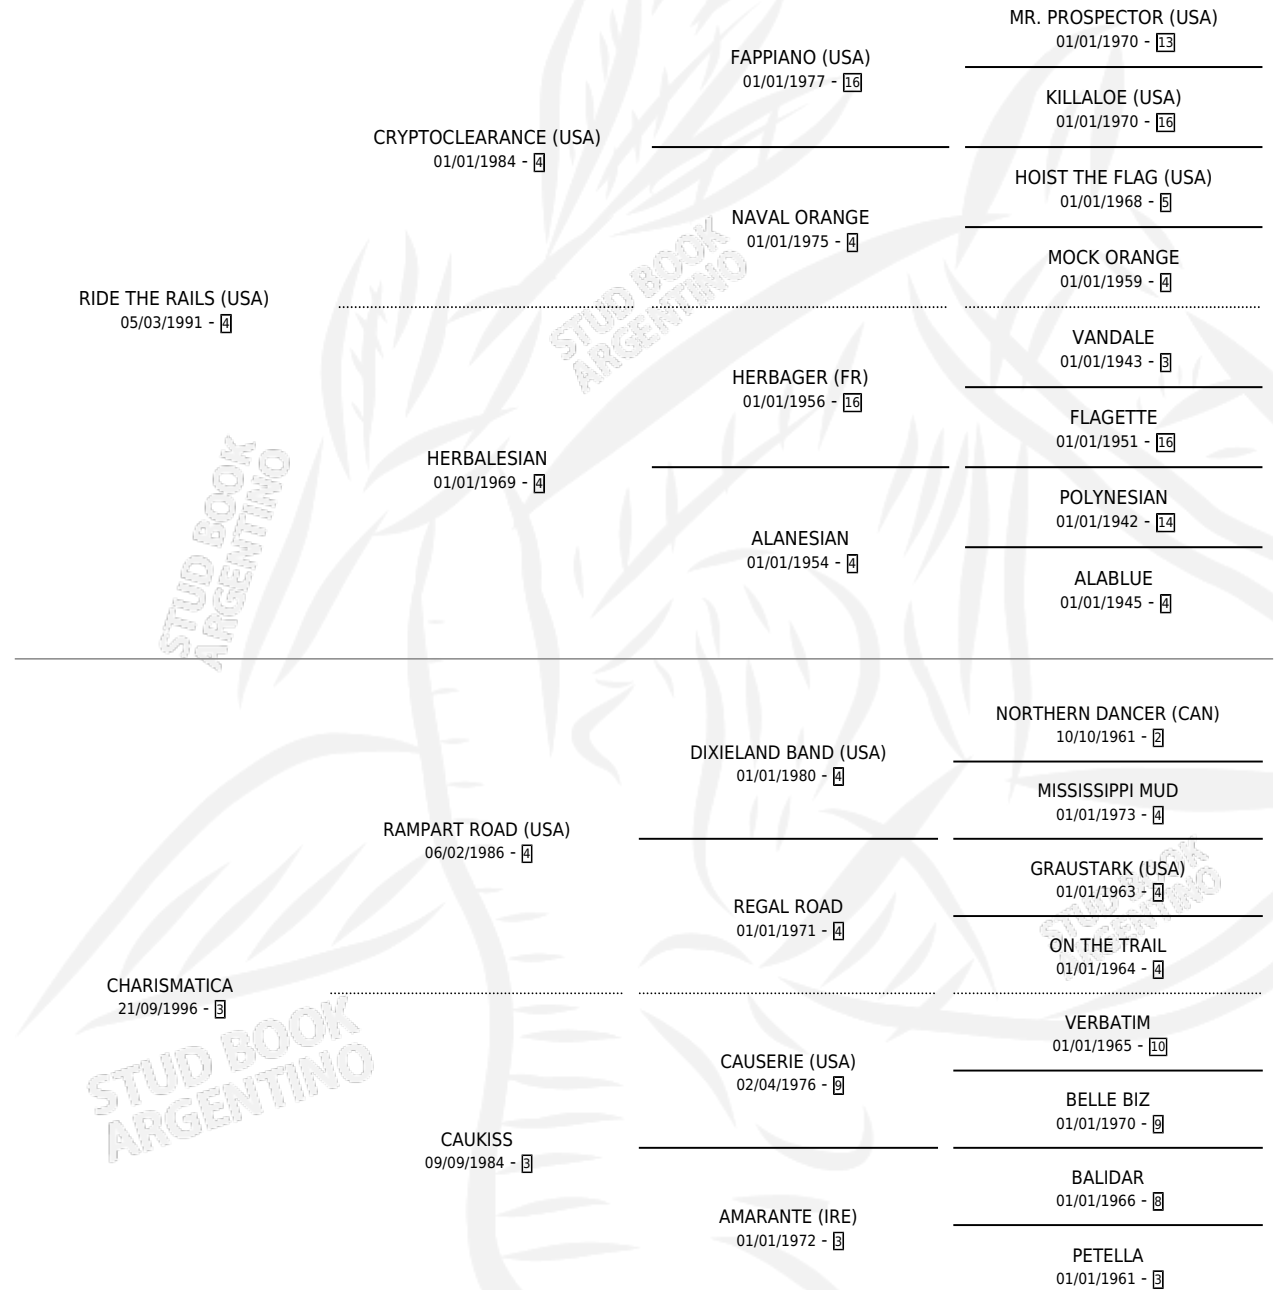 MR. PROSPECTOR (USA)
01/01/1970 - 13
FAPPIANO (USA)
01/01/1977 - 16
KILLALOE (USA)
01/01/1970 - 16
CRYPTOCLEARANCE (USA)
01/01/1984 - 4
HOIST THE FLAG (USA)
01/01/1968 - 5
NAVAL ORANGE
01/01/1975 - 4
MOCK ORANGE
01/01/1959 - 4
RIDE THE RAILS (USA)
05/03/1991 - 4
VANDALE
01/01/1943 - 3
HERBAGER (FR)
01/01/1956 - 16
FLAGETTE
01/01/1951 - 16
HERBALESIAN
01/01/1969 - 4
POLYNESIAN
01/01/1942 - 14
ALANESIAN
01/01/1954 - 4
ALABLUE
01/01/1945 - 4
NORTHERN DANCER (CAN)
10/10/1961 - 2
DIXIELAND BAND (USA)
01/01/1980 - 4
MISSISSIPPI MUD
01/01/1973 - 4
RAMPART ROAD (USA)
06/02/1986 - 4
GRAUSTARK (USA)
01/01/1963 - 4
REGAL ROAD
01/01/1971 - 4
ON THE TRAIL
01/01/1964 - 4
CHARISMATICA
21/09/1996 - 3
VERBATIM
01/01/1965 - 10
CAUSERIE (USA)
02/04/1976 - 9
BELLE BIZ
01/01/1970 - 9
CAUKISS
09/09/1984 - 3
BALIDAR
01/01/1966 - 8
AMARANTE (IRE)
01/01/1972 - 3
PETELLA
01/01/1961 - 3
STUD BOOK
ARGENTINO
STUD BOOK
ARGENTINO
STUD BOOK
ARGENTINO
STUD BOOK
ARGENTINO